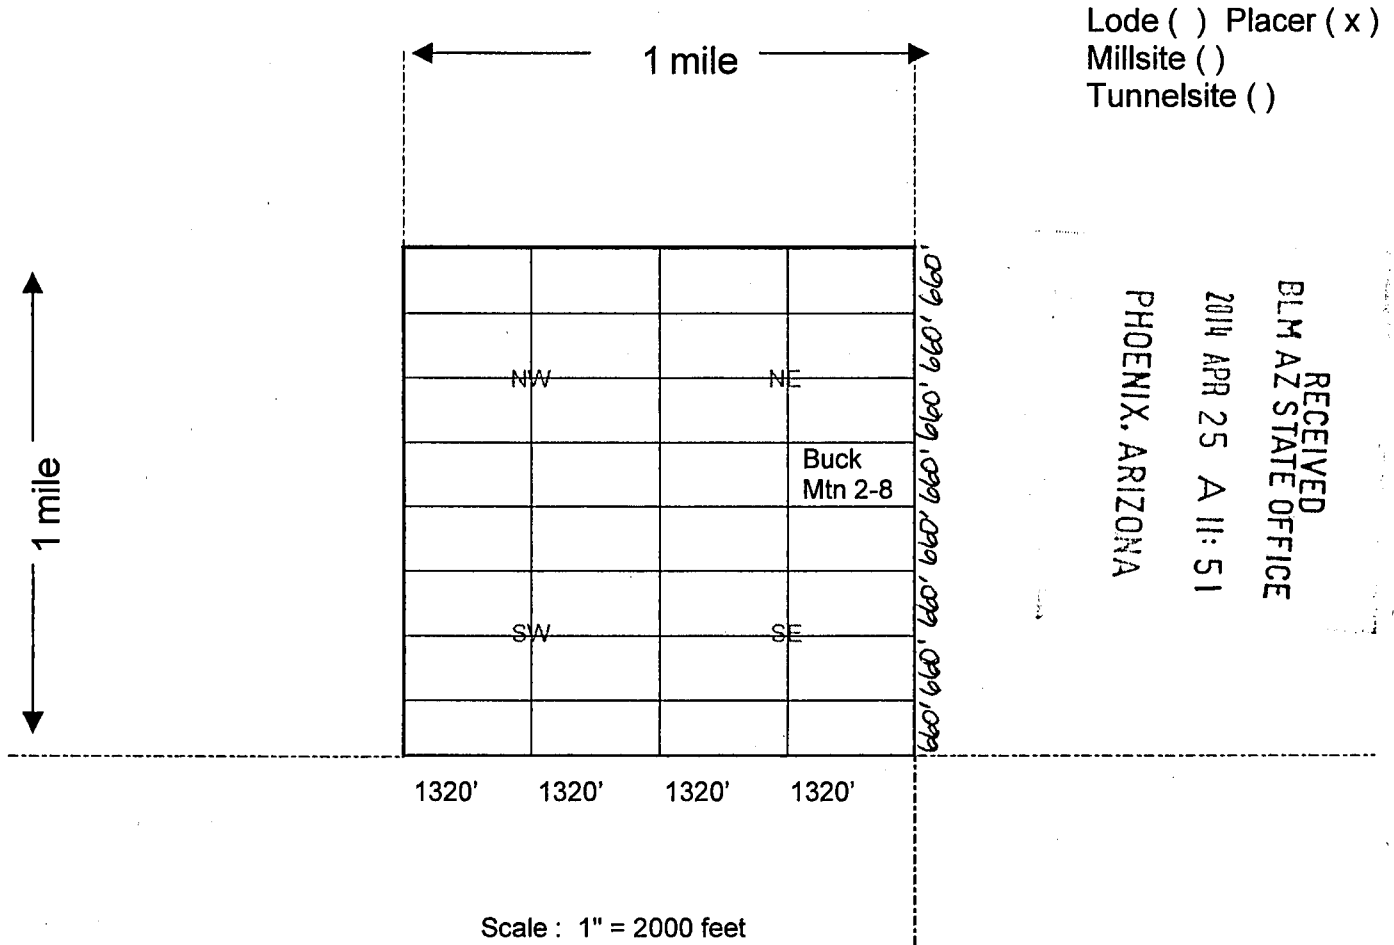 Lode ( ) Placer ( x )
Millsite ( )
Tunnelsite ( )
1 mile
1 mile
NW
NE
Buck
Mtn 2-8
SW
SE
660' 660' 660' 660' 660' 660' 660' 660'
1320' 1320' 1320' 1320'
Scale : 1" = 2000 feet
RECEIVED
BLM AZ STATE OFFICE
2014 APR 25 A 11: 51
PHOENIX, ARIZONA